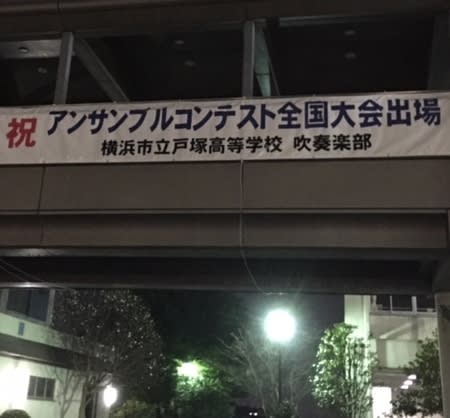 祝 アンサンブルコンテスト全国大会出場
横浜市立戸塚高等学校 吹奏楽部